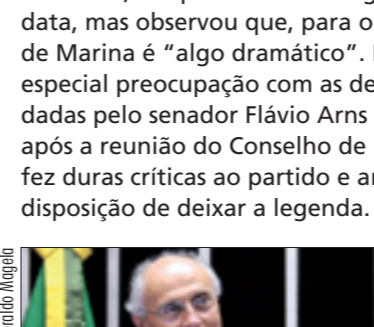 data, mas observou que, para o
de Marina é “algo dramático”.
especial preocupação com as de
dadas pelo senador Flávio Arns
após a reunião do Conselho de
fez duras críticas ao partido e an
disposição de deixar a legenda.
raldo Magela